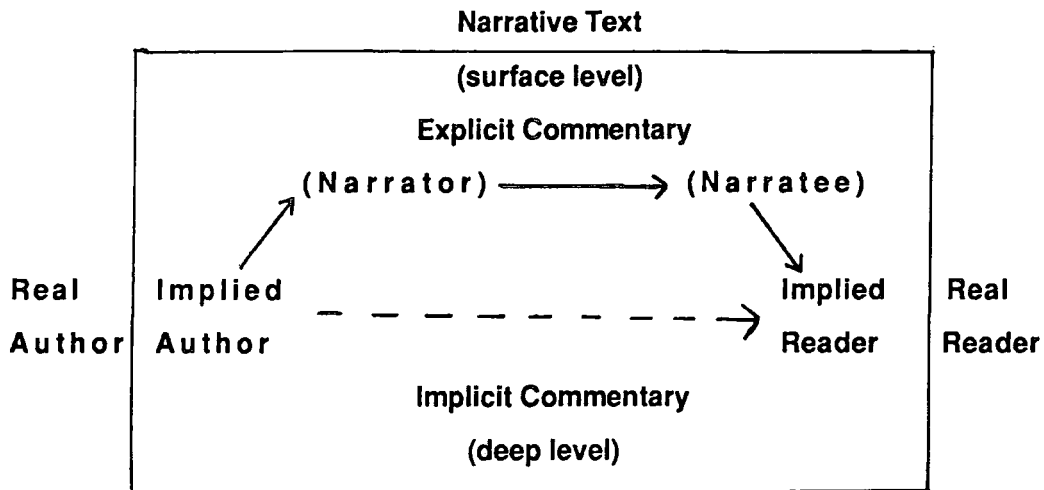 Narrative Text
(surface level)
Explicit Commentary
(Narrator) (Narratee)
Real Implied Implied Real
Author Author Reader Reader
Implicit Commentary
(deep level)